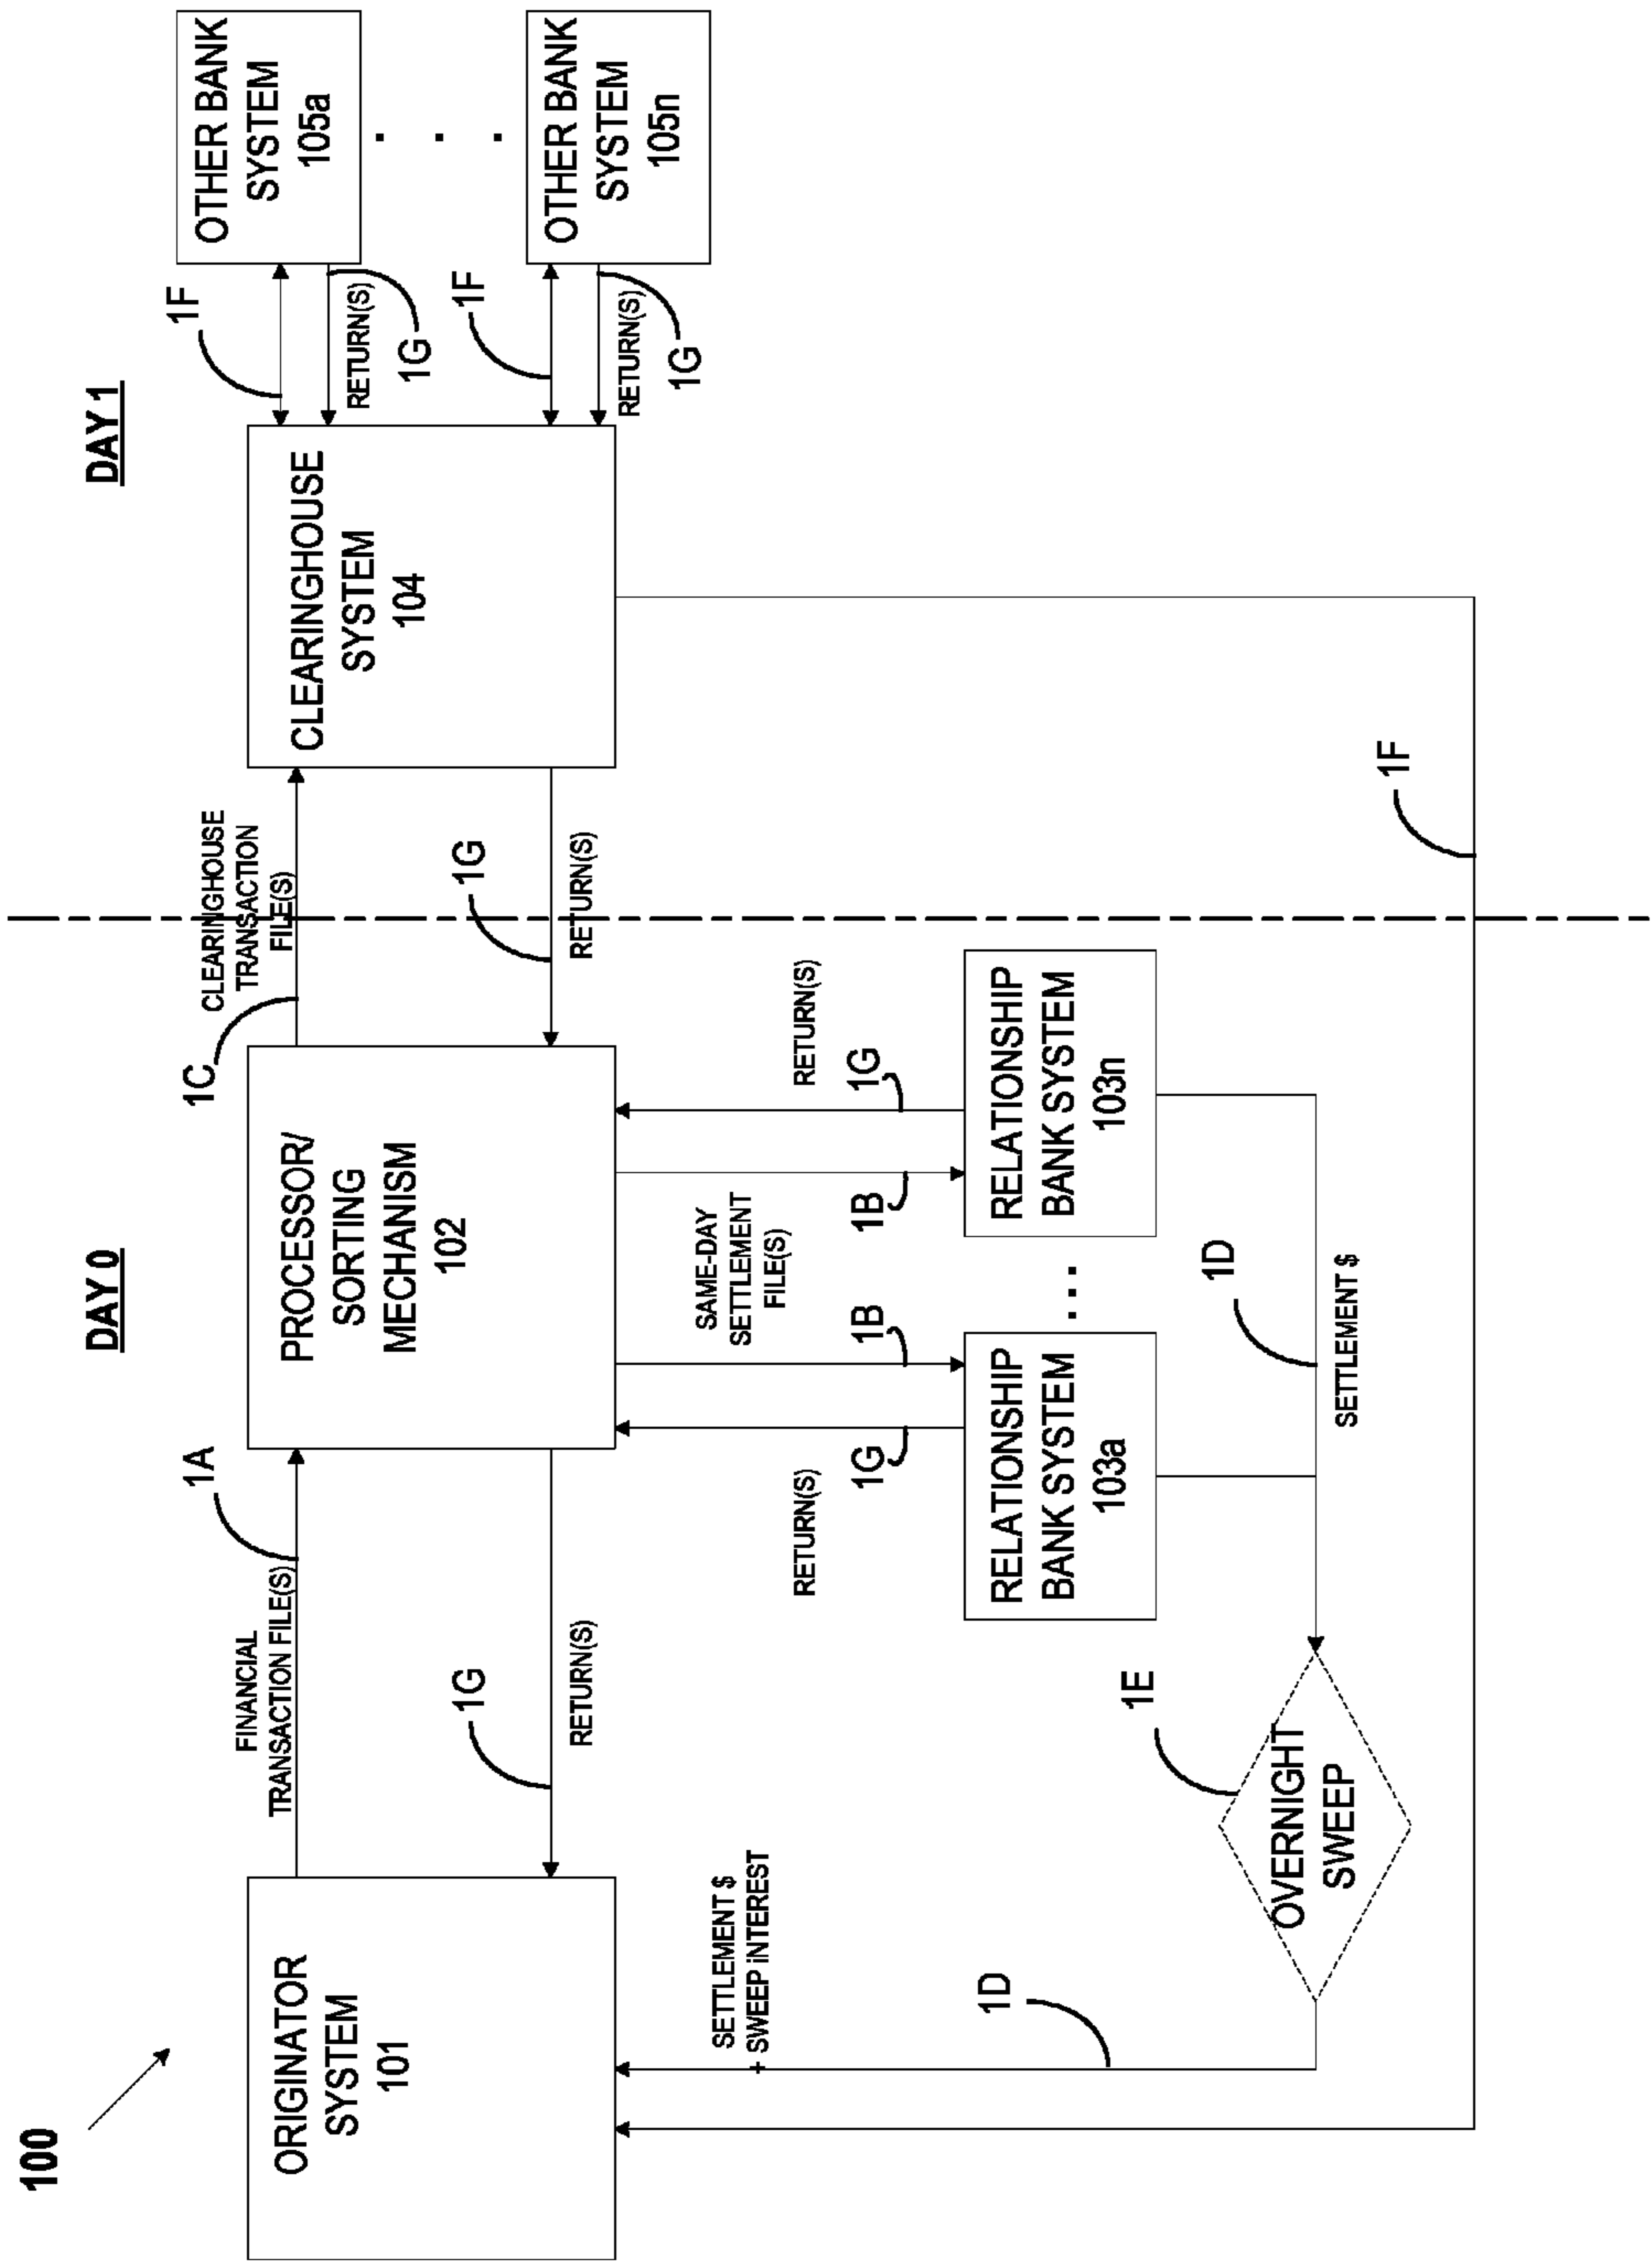 100
DAY 0
DAY 1
ORIGINATOR
SYSTEM
101
FINANCIAL
TRANSACTION FILE(S)
1A
1G
RETURN(S)
PROCESSOR/
SORTING
MECHANISM
102
1C
CLEARINGHOUSE
TRANSACTION
FILE(S)
1G
RETURN(S)
CLEARINGHOUSE
SYSTEM
104
1F
RETURN(S)
1G
1F
RETURN(S)
1G
OTHER BANK
SYSTEM
105a
. . .
OTHER BANK
SYSTEM
105n
SETTLEMENT $
+ SWEEP INTEREST
1D
RETURN(S)
1G
1B
SAME-DAY
SETTLEMENT
FILE(S)
1B
1G
RETURN(S)
RELATIONSHIP
BANK SYSTEM
103a
...
RELATIONSHIP
BANK SYSTEM
103n
1E
OVERNIGHT
SWEEP
1D
SETTLEMENT $
1F